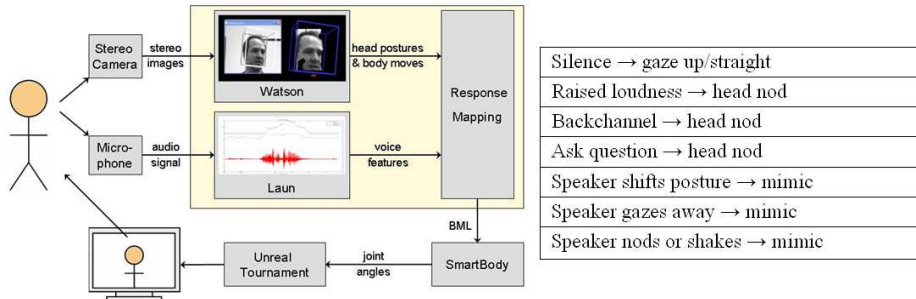 Stereo
Camera
stereo
images
Watson
head postures
& body moves
Response
Mapping
Micro-
phone
audio
signal
Laun
voice
features
BML
SmartBody
joint
angles
Unreal
Tournament
Silence → gaze up/straight
Raised loudness → head nod
Backchannel → head nod
Ask question → head nod
Speaker shifts posture → mimic
Speaker gazes away → mimic
Speaker nods or shakes → mimic